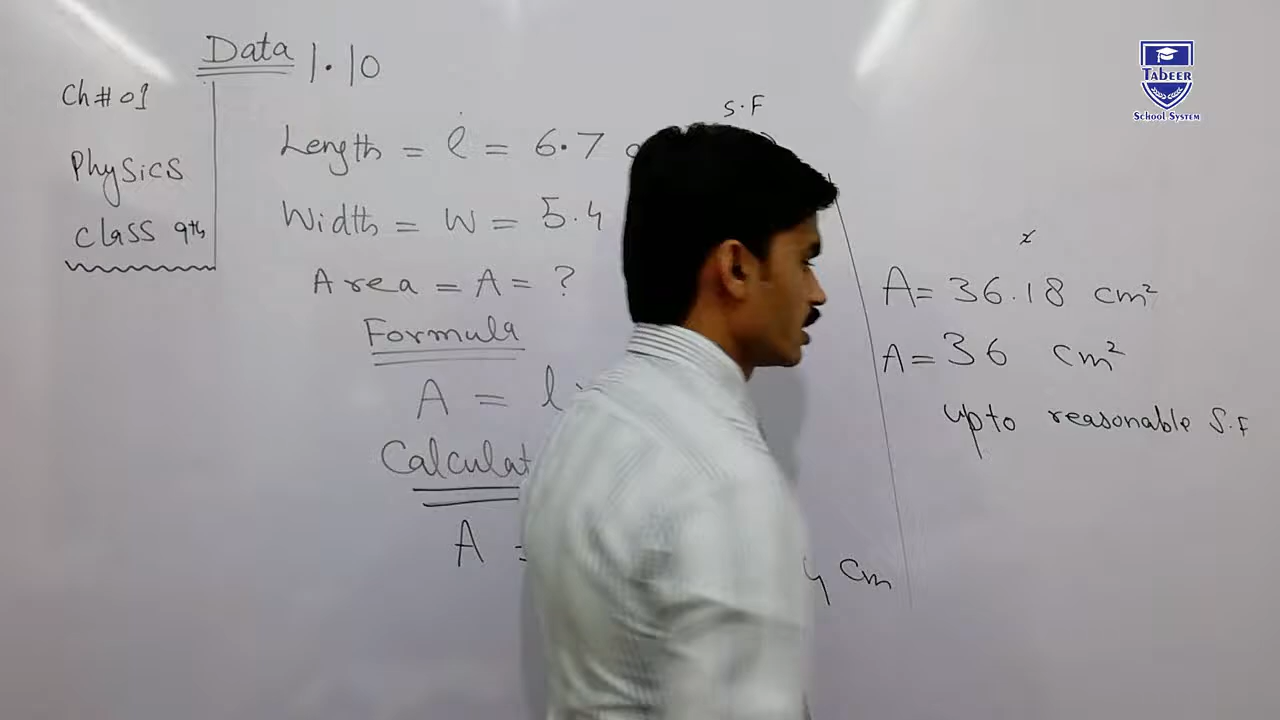 Data 1.10
Ch # 01
Physics
Class 9th
S.F
Length = l = 6.7
Width = W = 5.4
Area = A = ?
Formula
A = l
Calculat
A =
cm
x
A = 36.18 cm²
A = 36 cm²
upto reasonable S.F
TABEER
School System